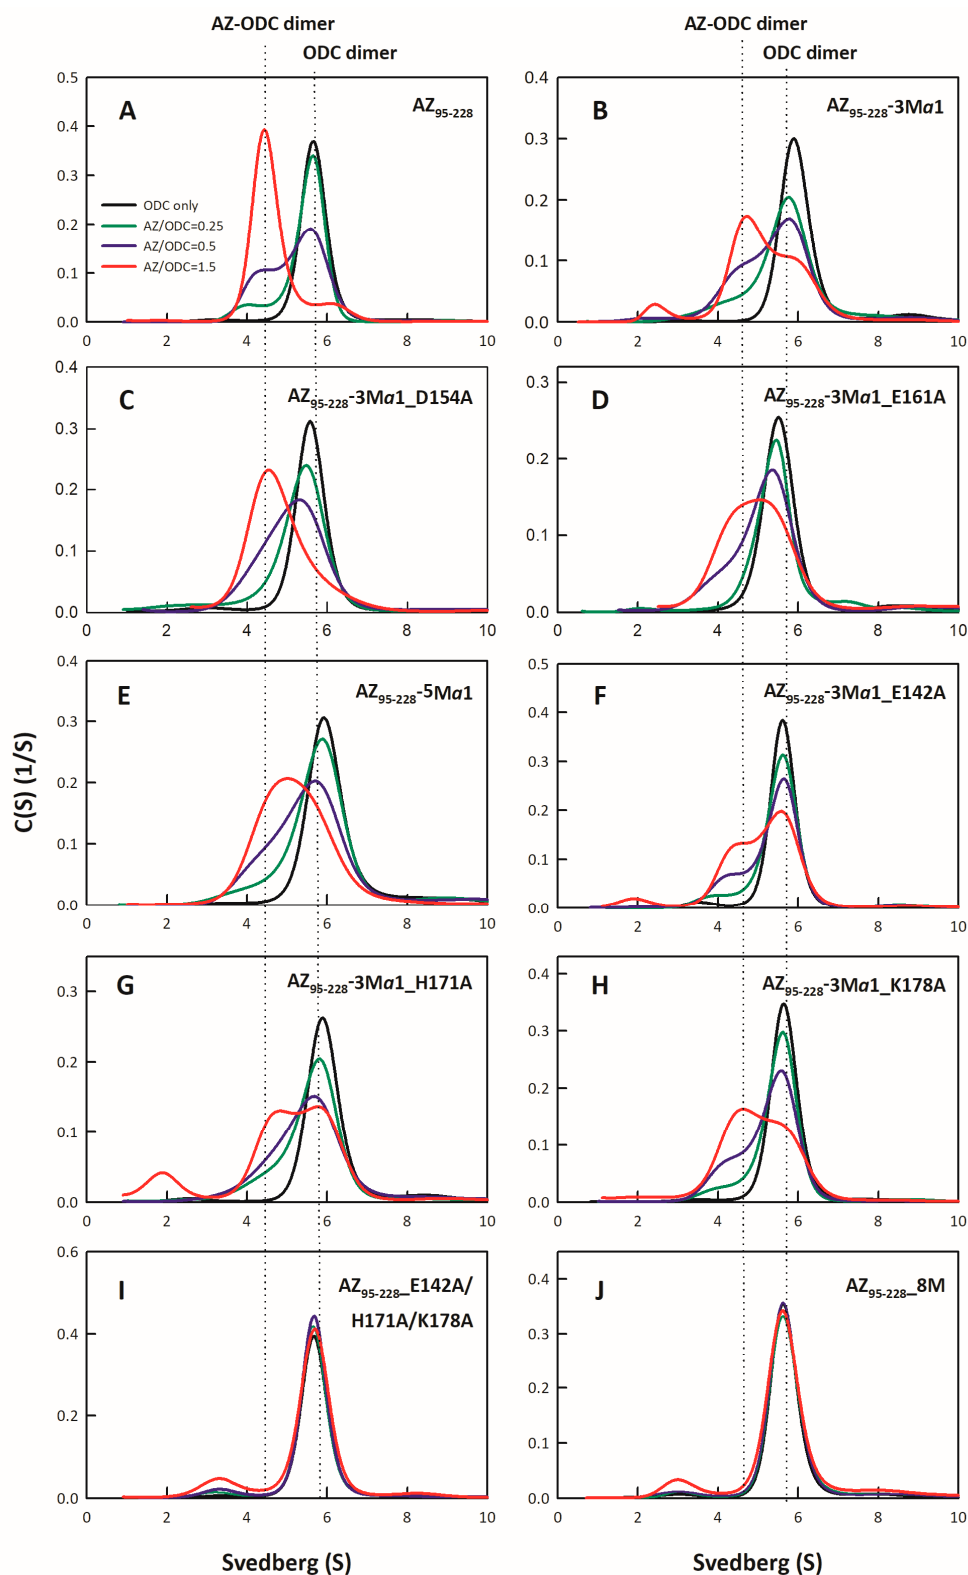 AZ-ODC dimer
ODC dimer
AZ-ODC dimer
ODC dimer
0.5
0.4
0.3
0.2
0.1
0.0
A
AZ95-228
ODC only
AZ/ODC=0.25
AZ/ODC=0.5
AZ/ODC=1.5
0 2 4 6 8 10
0.4
0.3
0.2
0.1
0.0
B
AZ95-228-3Ma1
0 2 4 6 8 10
0.4
0.3
0.2
0.1
0.0
C
AZ95-228-3Ma1_D154A
0 2 4 6 8 10
0.3
0.2
0.1
0.0
D
AZ95-228-3Ma1_E161A
0 2 4 6 8 10
C(S) (1/S)
0.4
0.3
0.2
0.1
0.0
E
AZ95-228-5Ma1
0 2 4 6 8 10
0.5
0.4
0.3
0.2
0.1
0.0
F
AZ95-228-3Ma1_E142A
0 2 4 6 8 10
0.3
0.2
0.1
0.0
G
AZ95-228-3Ma1_H171A
0 2 4 6 8 10
0.4
0.3
0.2
0.1
0.0
H
AZ95-228-3Ma1_K178A
0 2 4 6 8 10
0.6
0.4
0.2
0.0
I
AZ95-228_E142A/
H171A/K178A
0 2 4 6 8 10
0.4
0.3
0.2
0.1
0.0
J
AZ95-228_8M
0 2 4 6 8 10
Svedberg (S)
Svedberg (S)